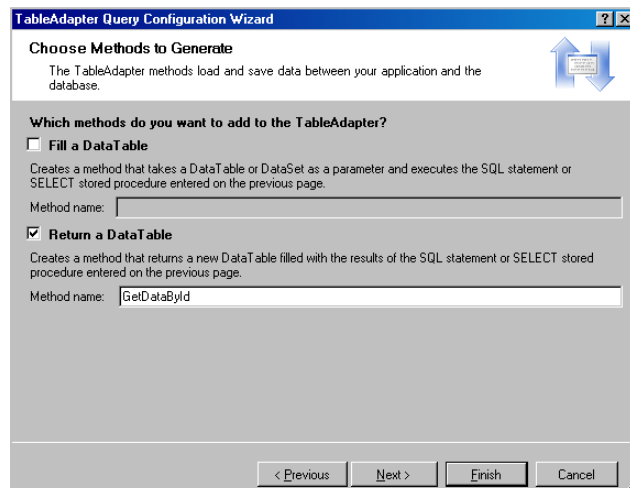 TableAdapter Query Configuration Wizard
Choose Methods to Generate
The TableAdapter methods load and save data between your application and the
database.
Which methods do you want to add to the TableAdapter?
Fill a DataTable
Creates a method that takes a DataTable or DataSet as a parameter and executes the SQL statement or
SELECT stored procedure entered on the previous page.
Method name:
Return a DataTable
Creates a method that returns a new DataTable filled with the results of the SQL statement or SELECT stored
procedure entered on the previous page.
Method name: GetDataById
< Previous Next > Finish Cancel